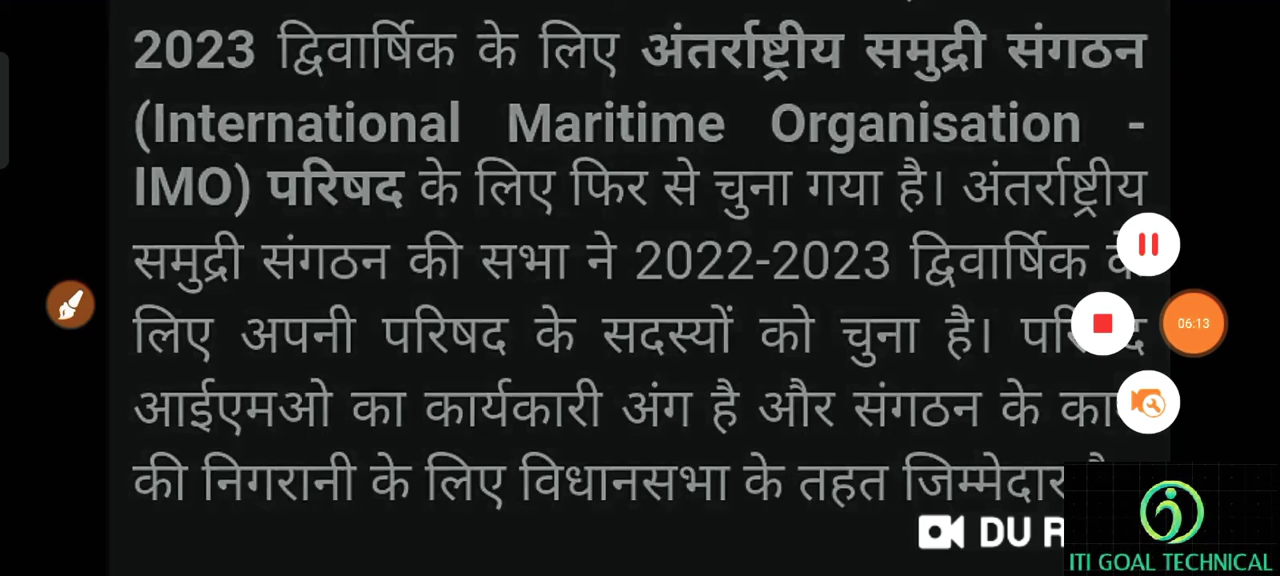 2023 द्विवार्षिक के लिए अंतर्राष्ट्रीय समुद्री संगठन
(International Maritime Organisation -
IMO) परिषद के लिए फिर से चुना गया है। अंतर्राष्ट्रीय
समुद्री संगठन की सभा ने 2022-2023 द्विवार्षिक
लिए अपनी परिषद के सदस्यों को चुना है।
आईएमओ का कार्यकारी अंग है और संगठन के
की निगरानी के लिए विधानसभा के तहत जिम्मेदार
06:13
DU R
ITI GOAL TECHNICAL